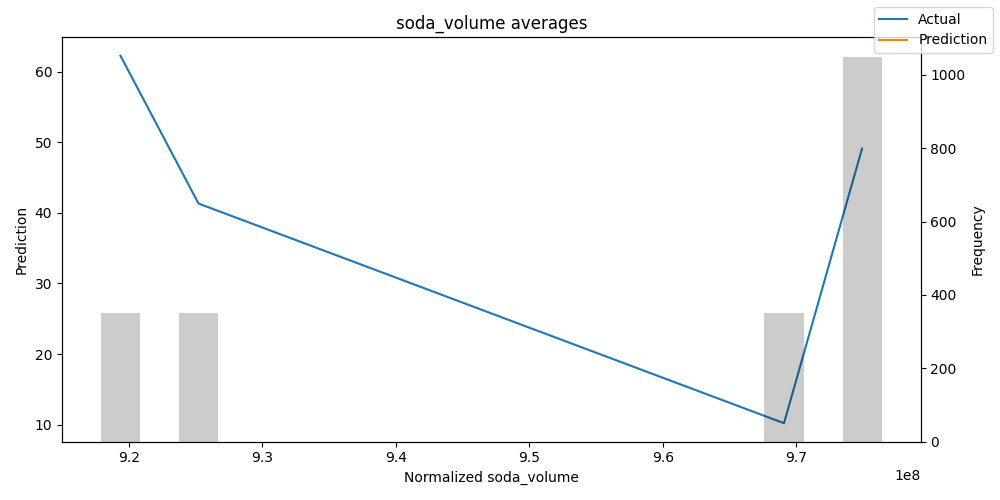 soda_volume averages
Actual
Prediction
60
50
40
30
20
10
Prediction
1000
800
600
400
200
0
Frequency
9.2 9.3 9.4 9.5 9.6 9.7
1e8
Normalized soda_volume